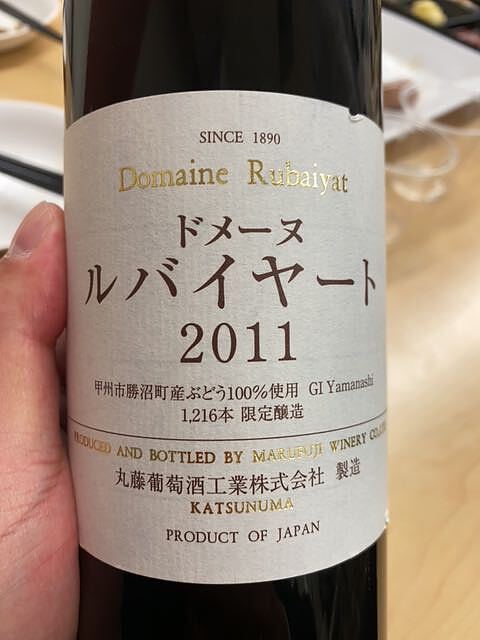 SINCE 1890
Domaine Rubaiyat
ドメーヌ
ルバイヤート
2011
甲州市勝沼町産ぶどう100%使用 GI Yamanashi
1,216本 限定醸造
PRODUCED AND BOTTLED BY MARUFUJI WINERY CO.,
丸藤葡萄酒工業株式会社 製造
KATSUNUMA
PRODUCT OF JAPAN